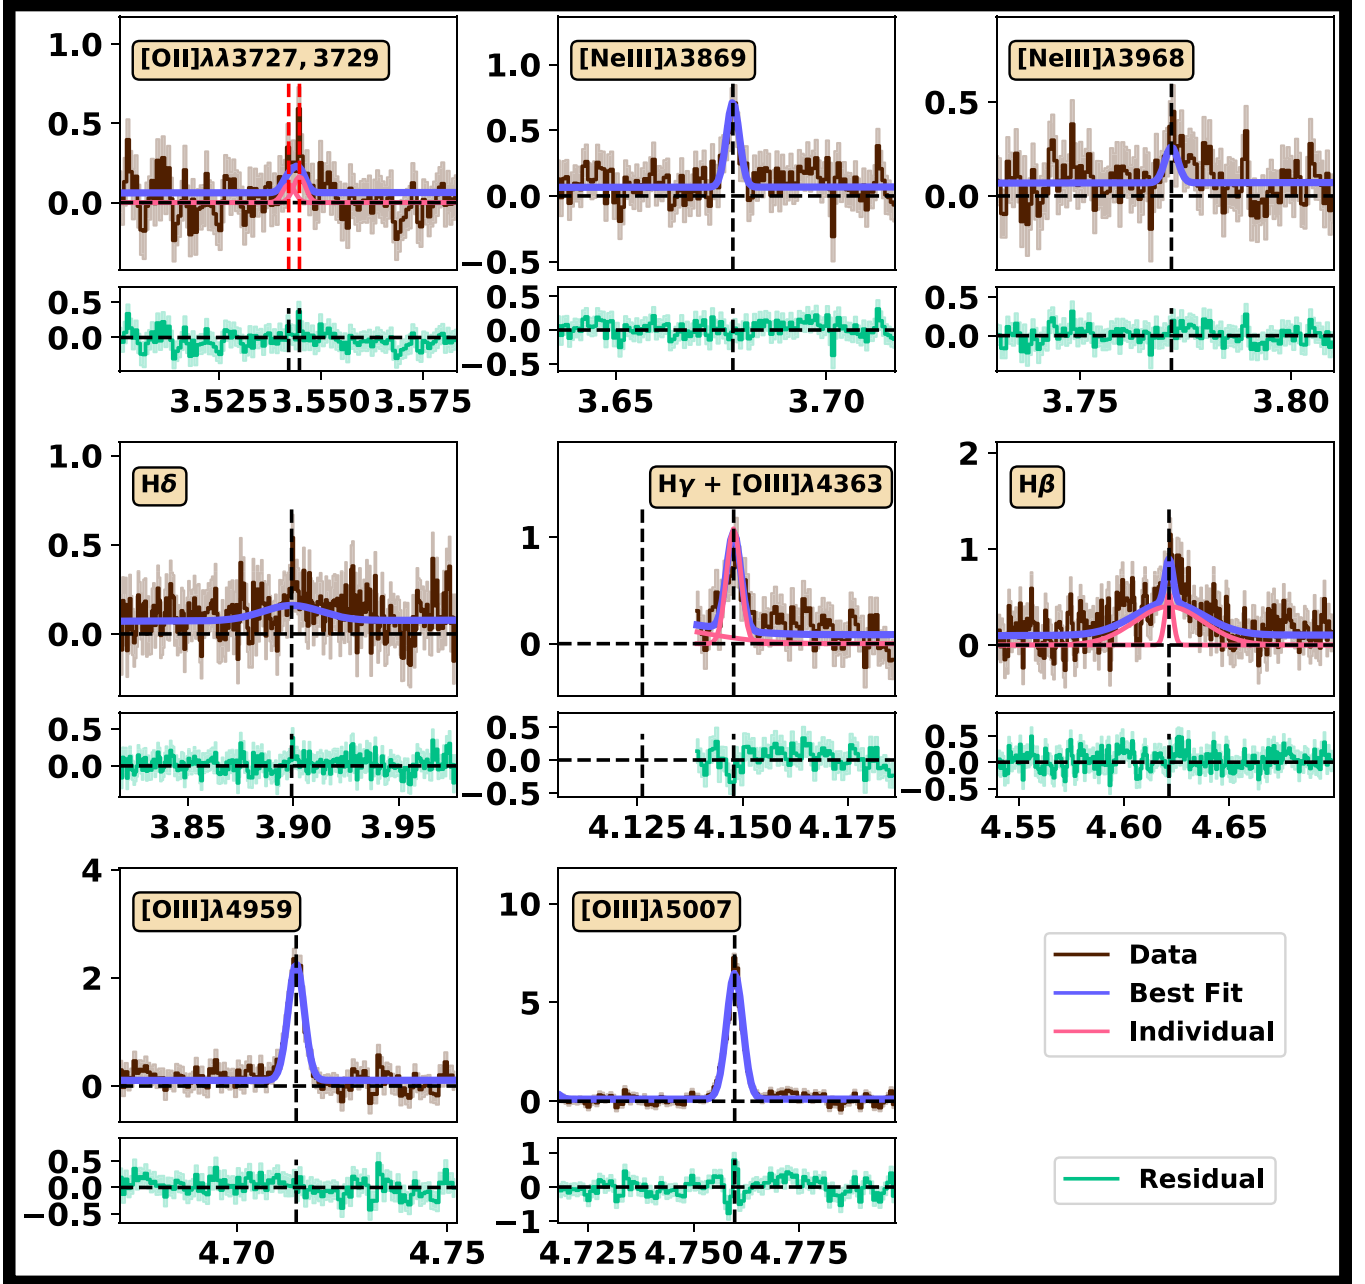 [OII]λλ3727, 3729
1.0
0.5
0.0
0.5
0.0
3.525 3.550 3.575
[NeIII]λ3869
1.0
0.5
0.0
−0.5
0.5
0.0
−0.5
3.65 3.70
[NeIII]λ3968
0.5
0.0
0.5
0.0
3.75 3.80
Hδ
1.0
0.5
0.0
0.5
0.0
3.85 3.90 3.95
Hγ + [OIII]λ4363
1
0
0.5
0.0
−0.5
4.125 4.150 4.175
Hβ
2
1
0
0.5
0.0
−0.5
4.55 4.60 4.65
[OIII]λ4959
4
2
0
0.5
0.0
−0.5
4.70 4.75
[OIII]λ5007
10
5
0
1
0
−1
4.725 4.750 4.775
Data
Best Fit
Individual
Residual